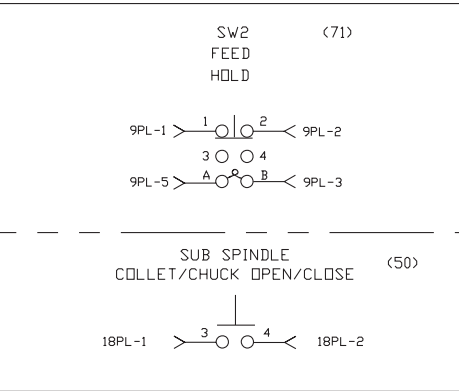 SW2 (71)
FEED
HOLD
9PL-1 1 2 9PL-2
3 4
9PL-5 A B 9PL-3
SUB SPINDLE
COLLET/CHUCK OPEN/CLOSE (50)
18PL-1 3 4 18PL-2